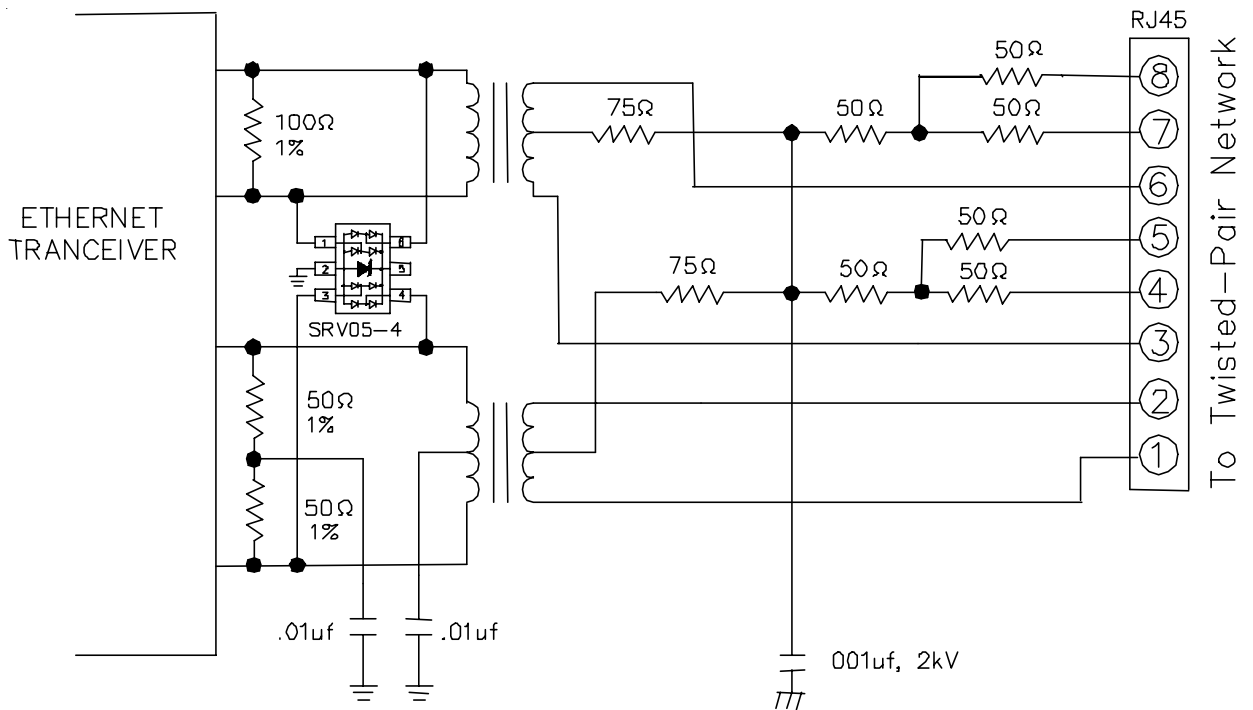 RJ45
50Ω
8
75Ω
50Ω
50Ω
7
100Ω
1%
6
ETHERNET
TRANCEIVER
50Ω
5
1
6
2
5
3
4
75Ω
50Ω
50Ω
4
SRV05-4
3
50Ω
1%
2
1
50Ω
1%
.01uf
.01uf
001uf, 2kV
To Twisted-Pair Network